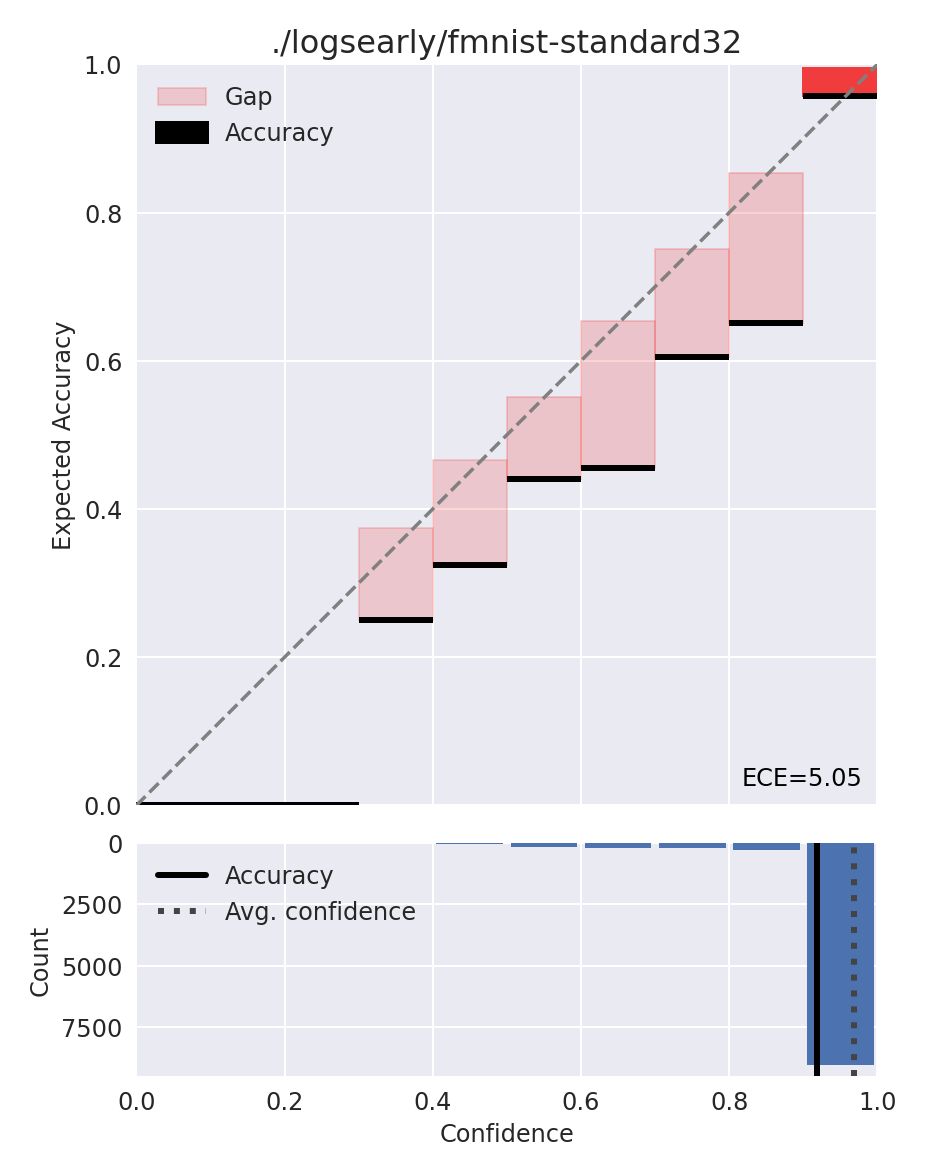 ./logsearly/fmnist-standard32
1.0
Gap
Accuracy
0.8
0.6
Expected Accuracy
0.4
0.2
ECE=5.05
0.0
0
Accuracy
2500
Avg. confidence
Count
5000
7500
0.0 0.2 0.4 0.6 0.8 1.0
Confidence